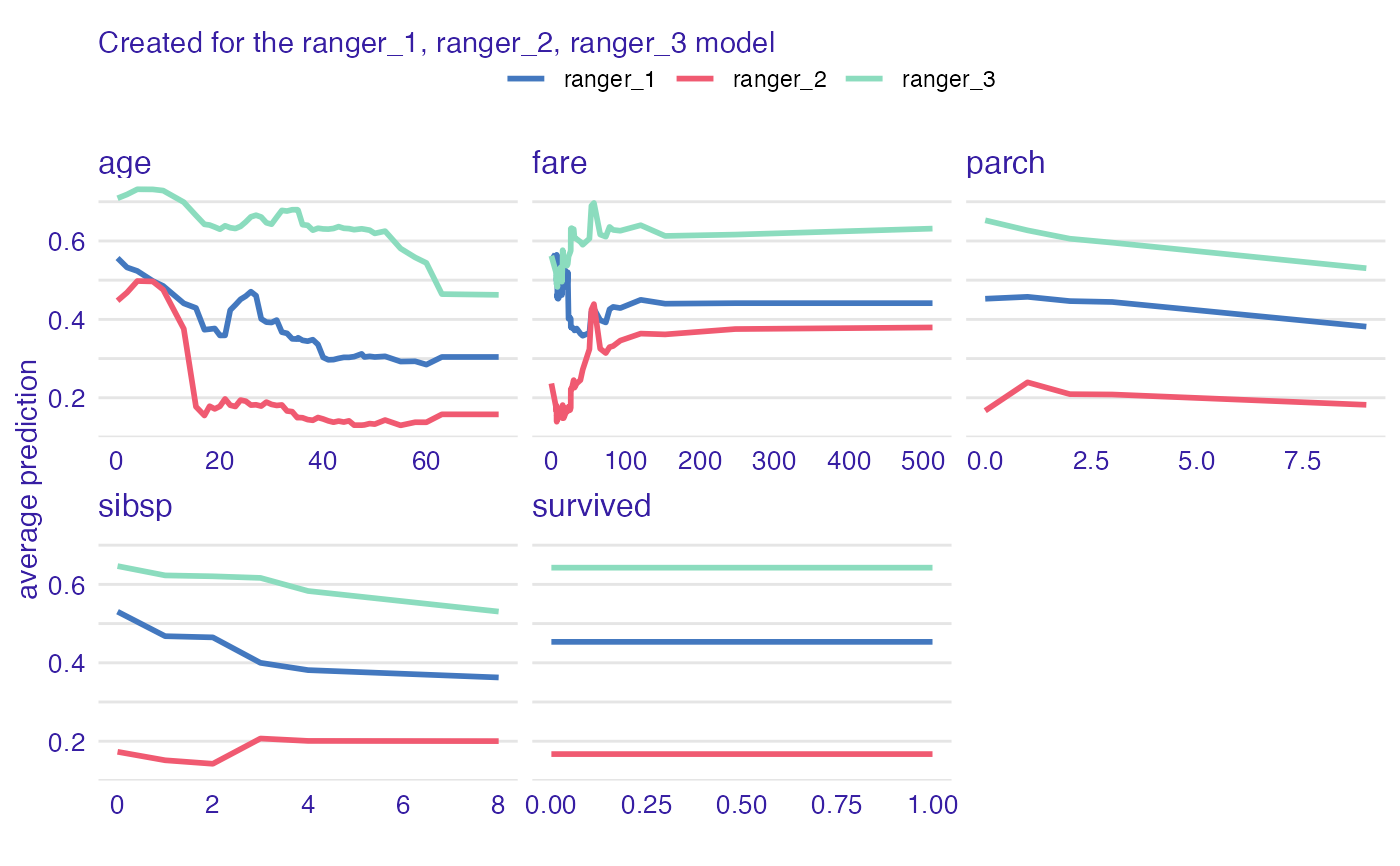 Created for the ranger_1, ranger_2, ranger_3 model
ranger_1 ranger_2 ranger_3
average prediction
age
0.6
0.4
0.2
0 20 40 60
fare
0 100 200 300 400 500
parch
0.0 2.5 5.0 7.5
sibsp
0.6
0.4
0.2
0 2 4 6 8
survived
0.00 0.25 0.50 0.75 1.00